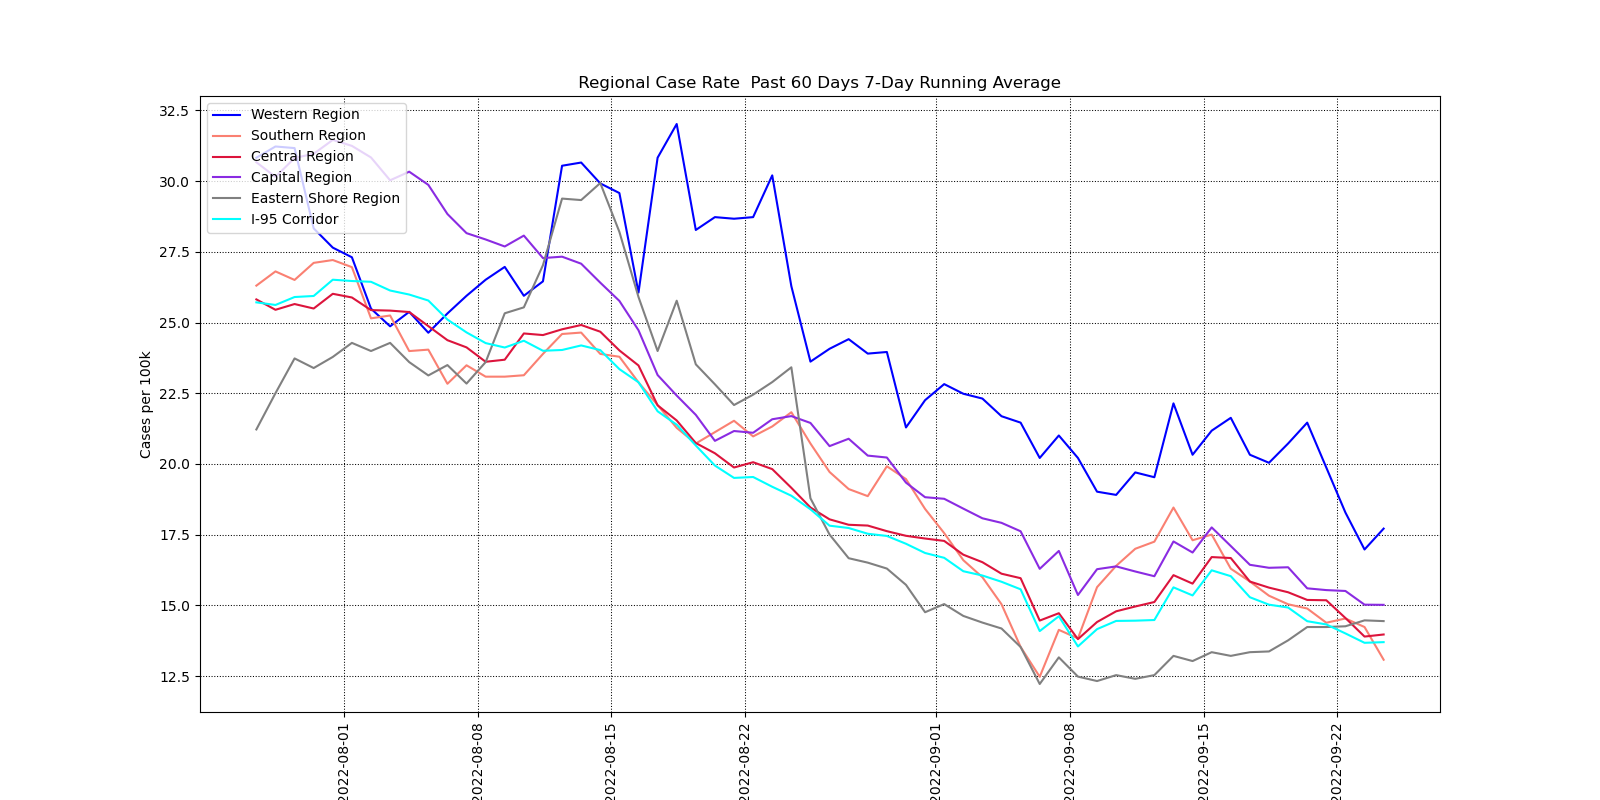 Regional Case Rate  Past 60 Days 7-Day Running Average
Western Region
Southern Region
Central Region
Capital Region
Eastern Shore Region
I-95 Corridor
Cases per 100k
32.5
30.0
27.5
25.0
22.5
20.0
17.5
15.0
12.5
2022-08-01
2022-08-08
2022-08-15
2022-08-22
2022-09-01
2022-09-08
2022-09-15
2022-09-22